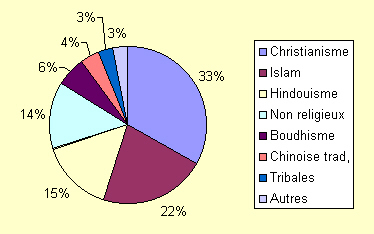 3%
3%
4%
6%
33%
14%
15%
22%
Christianisme
Islam
Hindouisme
Non religieux
Boudhisme
Chinoise trad,
Tribales
Autres